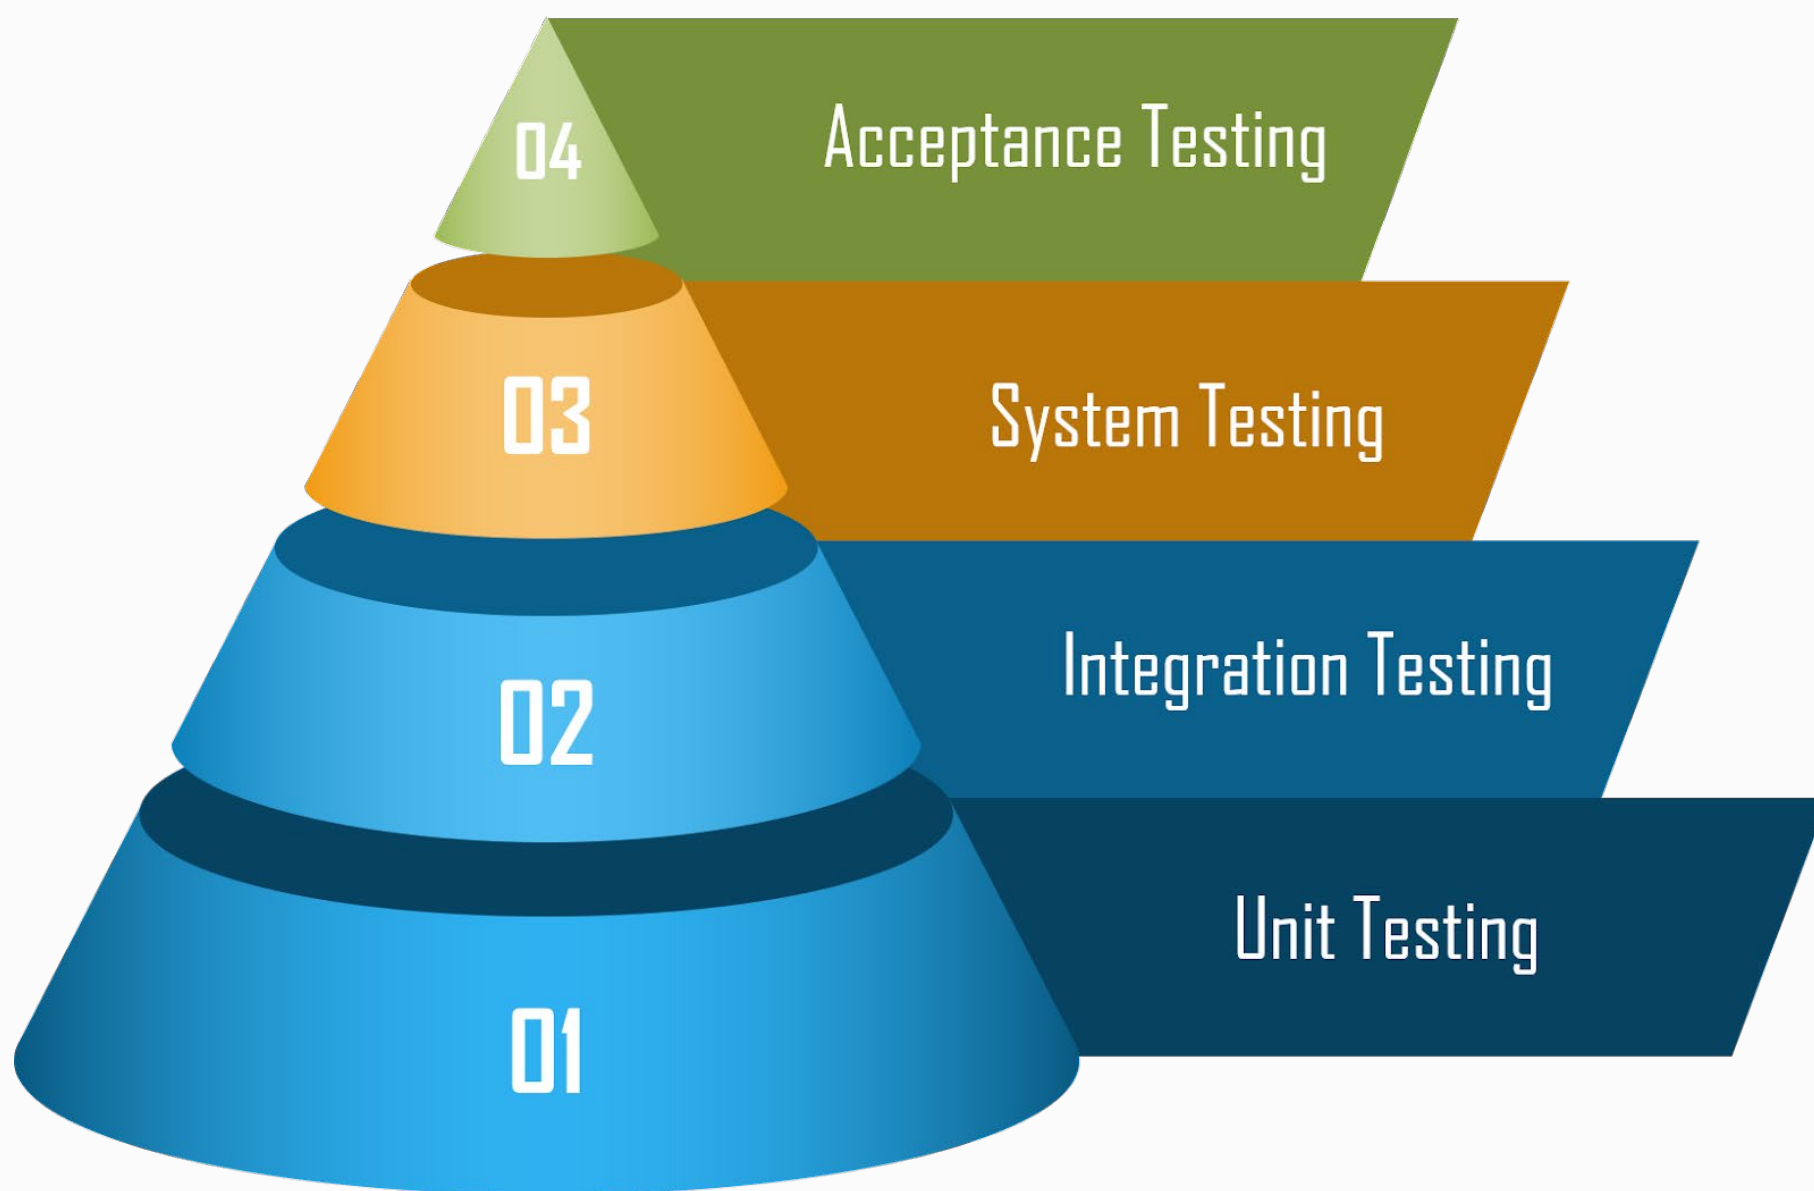 04
Acceptance Testing
03
System Testing
02
Integration Testing
01
Unit Testing